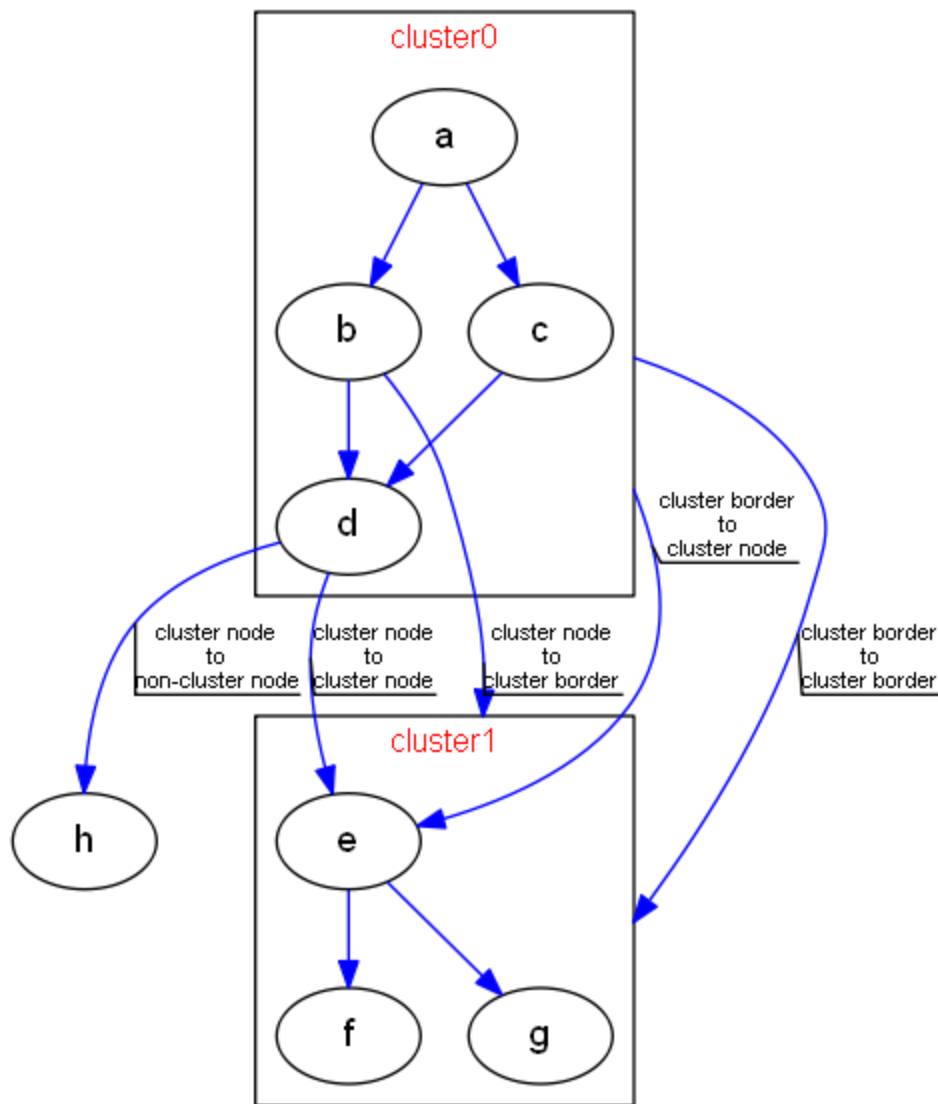 cluster0
a
b
c
d
cluster border
to
cluster node
cluster node
to
non-cluster node
cluster node
to
cluster node
cluster node
to
cluster border
cluster border
to
cluster border
cluster1
h
e
f
g